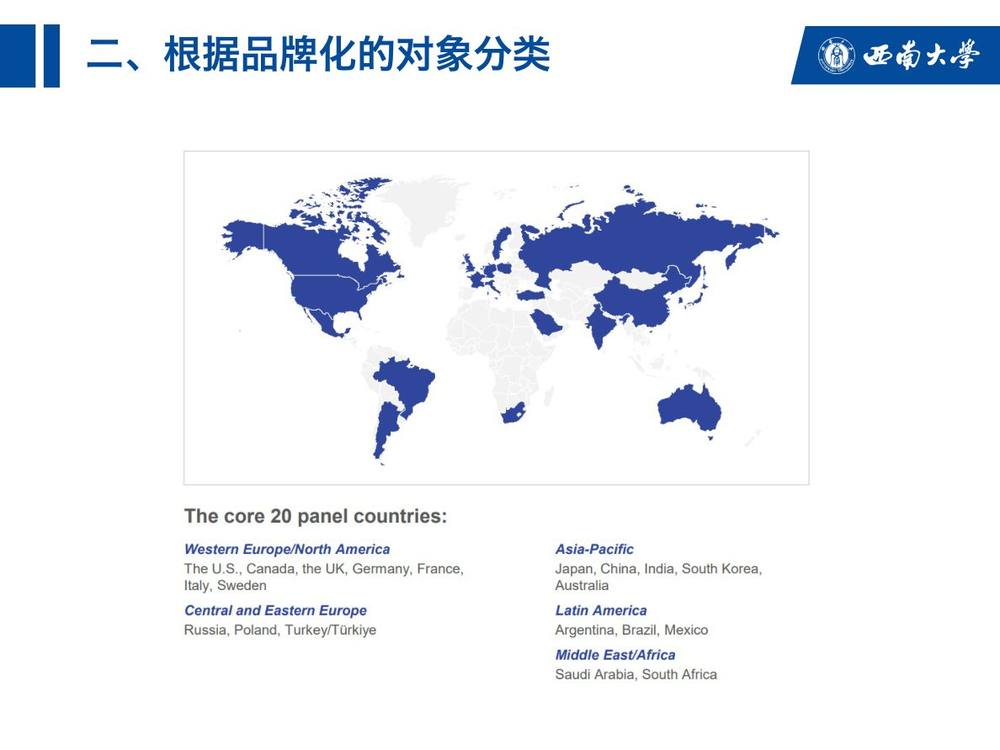 二、根据品牌化的对象分类
西南大學
The core 20 panel countries:
Western Europe/North America
The U.S., Canada, the UK, Germany, France,
Italy, Sweden
Central and Eastern Europe
Russia, Poland, Turkey/Türkiye
Asia-Pacific
Japan, China, India, South Korea,
Australia
Latin America
Argentina, Brazil, Mexico
Middle East/Africa
Saudi Arabia, South Africa